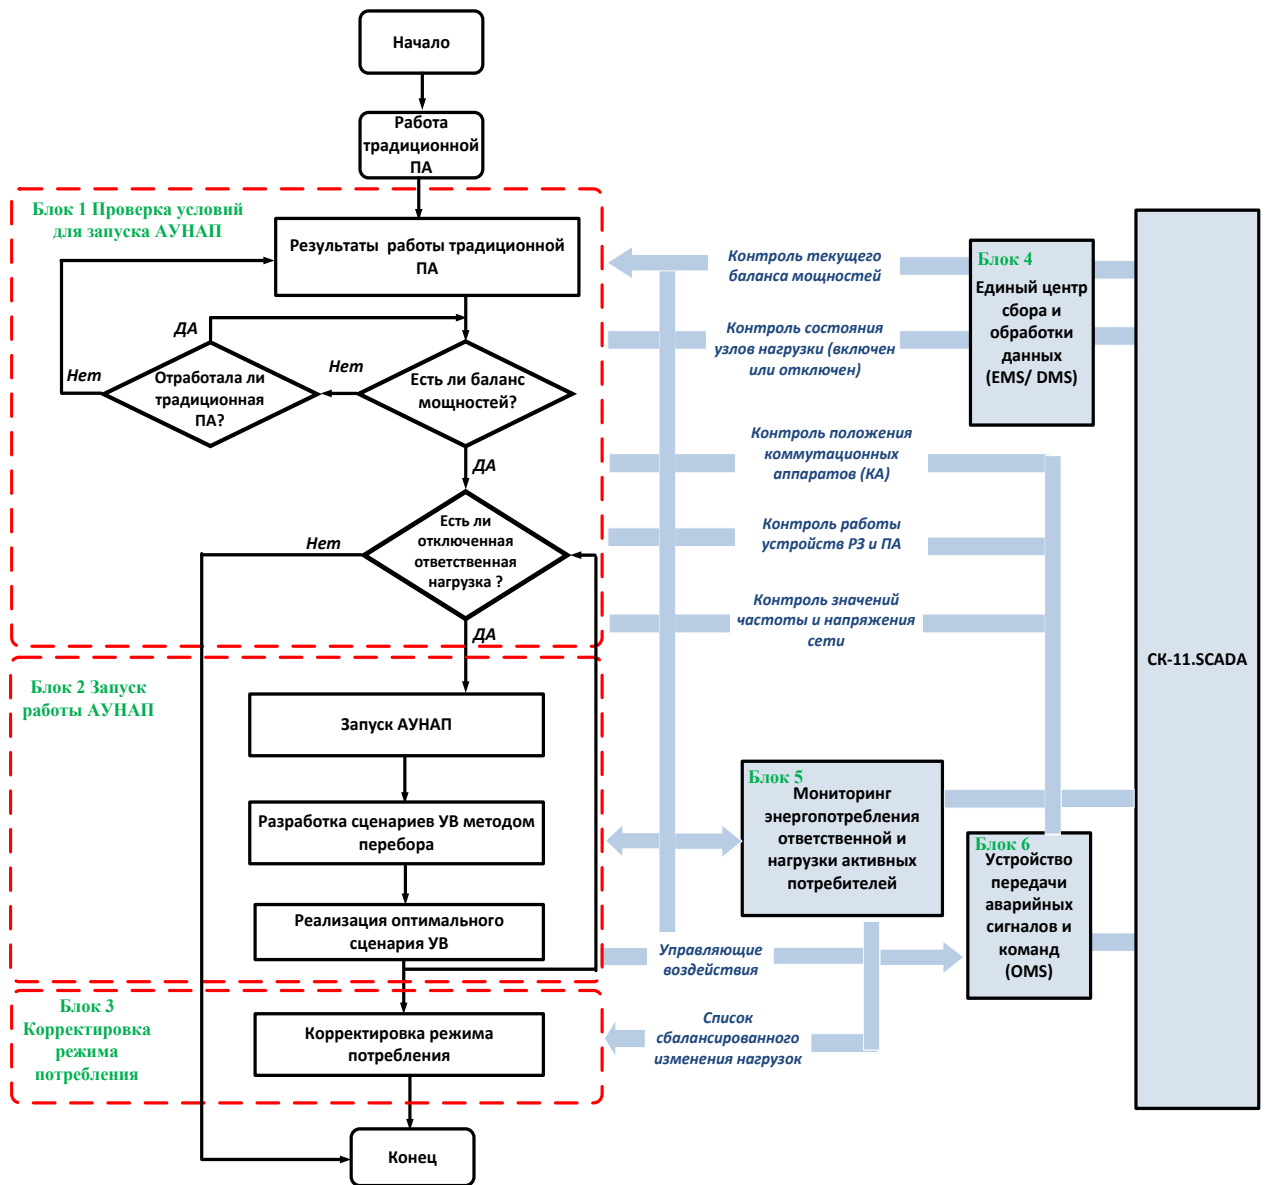 Начало
Работа
традиционной
ПА
Блок 1 Проверка условий
для запуска АУНАП
Результаты работы традиционной
ПА
ДА
Нет
Отработала ли
традиционная
ПА?
Нет
Есть ли баланс
мощностей?
ДА
Есть ли
отключенная
ответственная
нагрузка ?
Нет
ДА
Блок 2 Запуск
работы АУНАП
Запуск АУНАП
Разработка сценариев УВ методом
перебора
Реализация оптимального
сценария УВ
Блок 3
Корректировка
режима
потребления
Корректировка режима
потребления
Конец
Контроль текущего
баланса мощностей
Контроль состояния
узлов нагрузки (включен
или отключен)
Контроль положения
коммутационных
аппаратов (КА)
Контроль работы
устройств РЗ и ПА
Контроль значений
частоты и напряжения
сети
Управляющие
воздействия
Список
сбалансированного
изменения нагрузок
Блок 4
Единый центр
сбора и
обработки
данных
(EMS/ DMS)
Блок 5
Мониторинг
энергопотребления
ответственной и
нагрузки активных
потребителей
Блок 6
Устройство
передачи
аварийных
сигналов и
команд
(OMS)
СК-11.SCADA